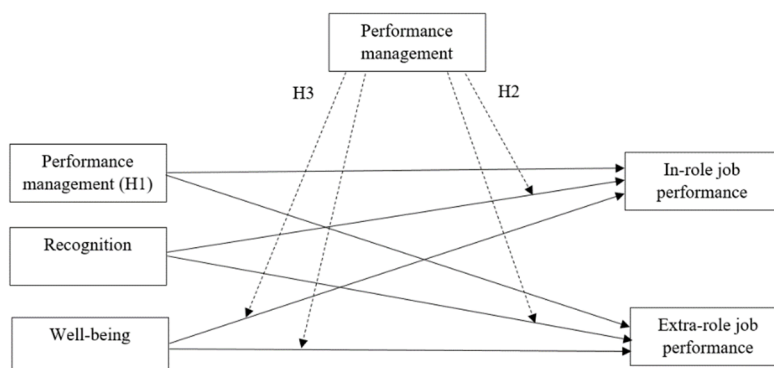 Performance
management
H3
H2
Performance
management (H1)
In-role job
performance
Recognition
Well-being
Extra-role job
performance